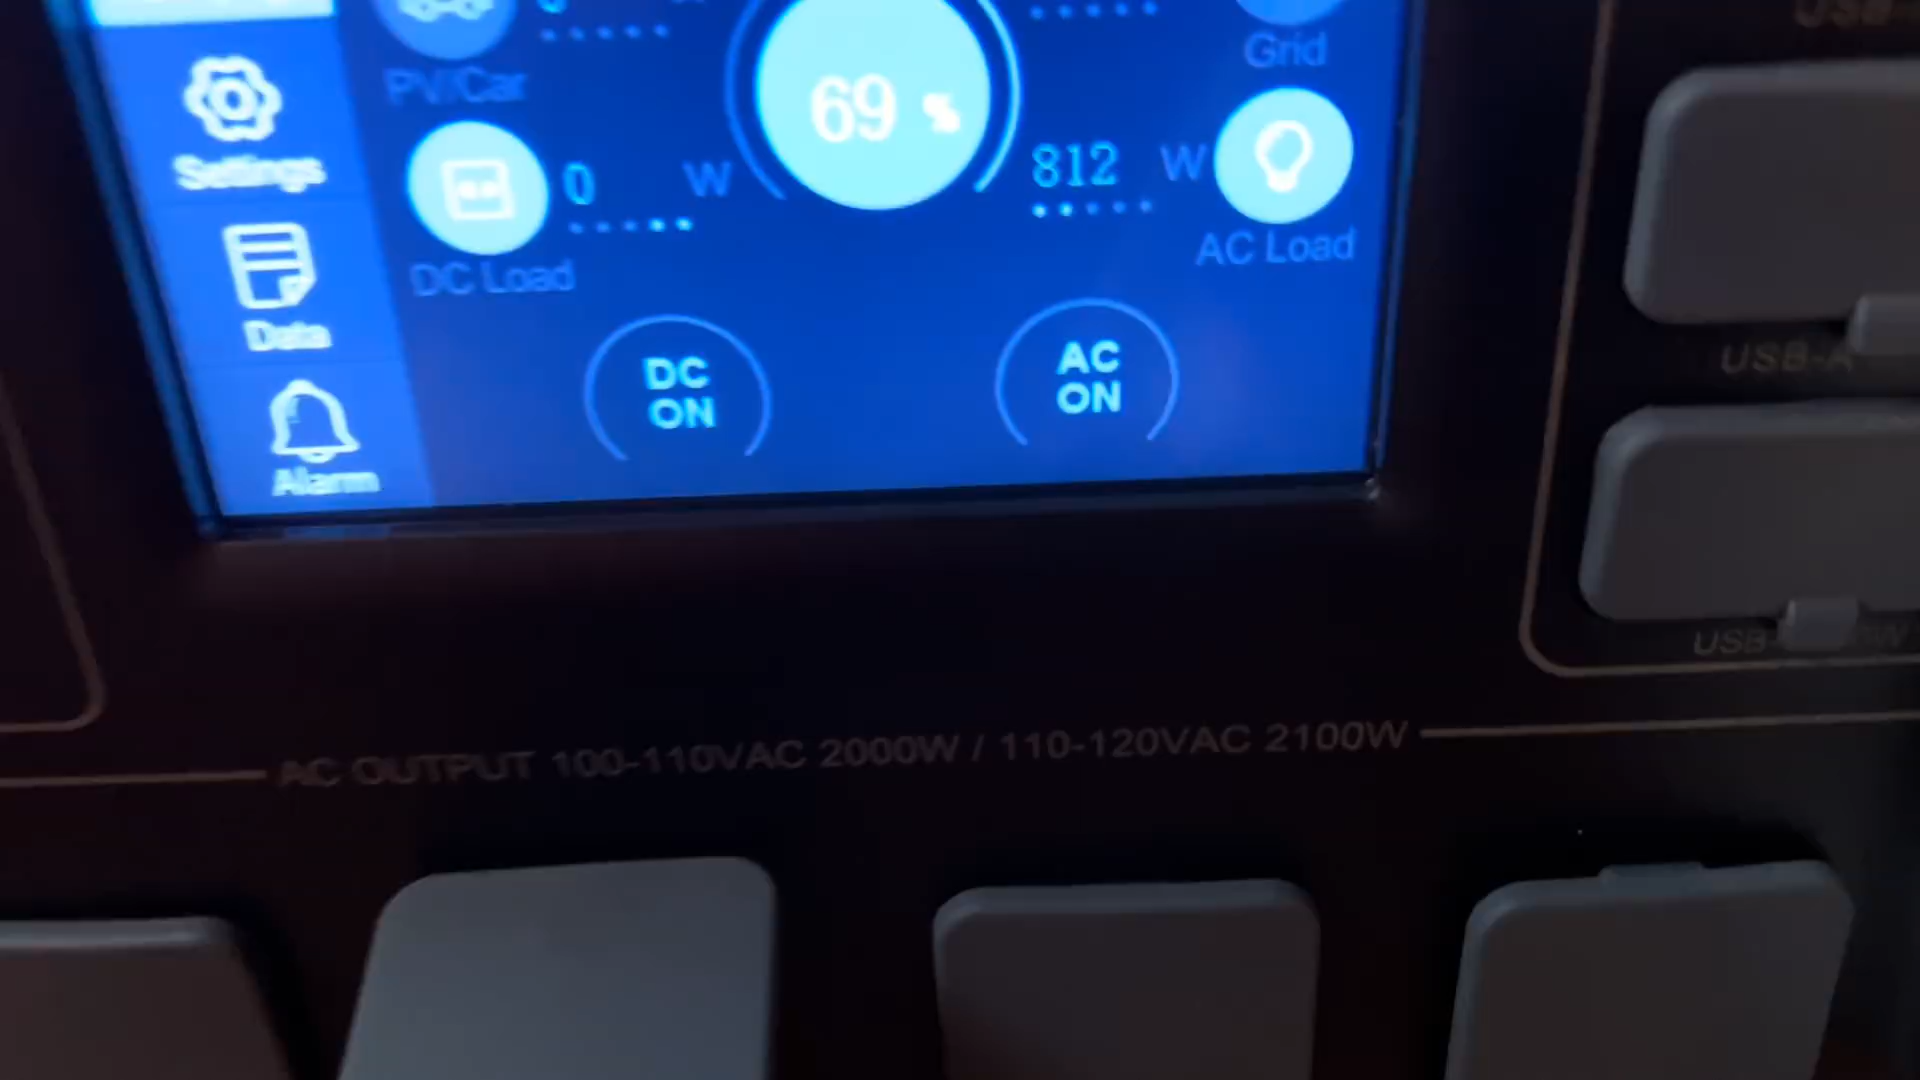 Grid
PV/Car
69 %
Settings
0 W
812 W
DC Load
AC Load
Data
DC
ON
AC
ON
Alarm
USB-A
USB-
AC OUTPUT 100-110VAC 2000W / 110-120VAC 2100W